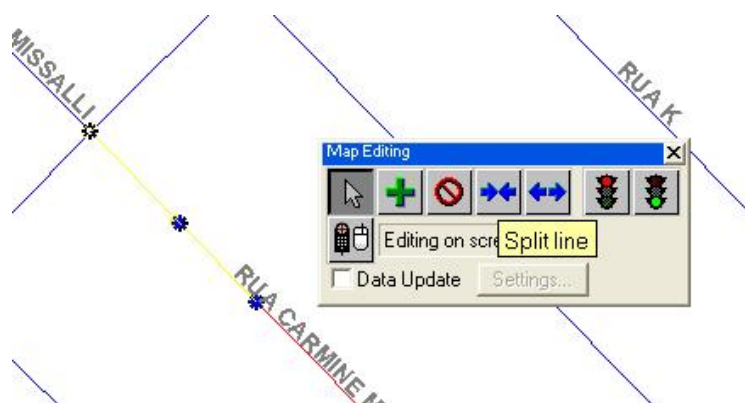 MISSALLI
RUA K
Map Editing
Editing on scre
Split line
Data Update
Settings...
RUA CARMINE M